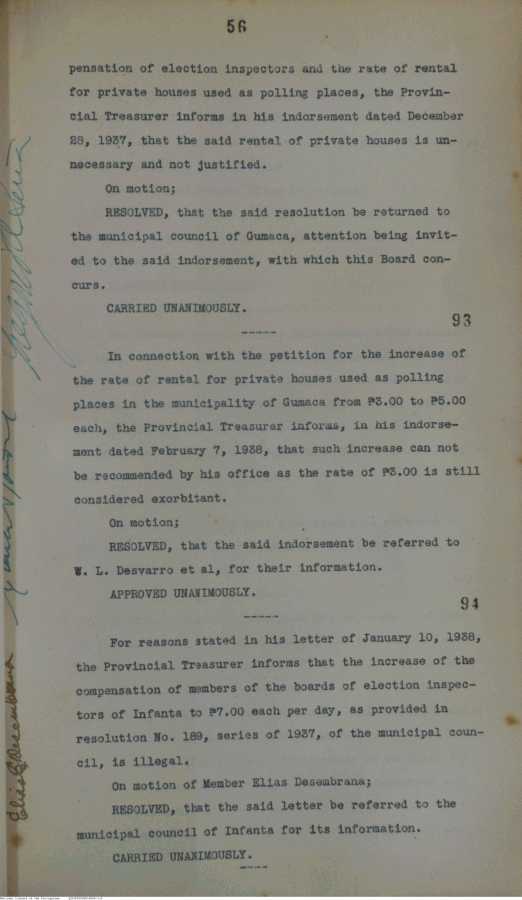 56
pensation of election inspectors and the rate of rental
for private houses used as polling places, the Provin-
cial Treasurer informs in his indorsement dated December
28, 1937, that the said rental of private houses is un-
necessary and not justified.
On motion;
RESOLVED, that the said resolution be returned to
the municipal council of Gumaca, attention being invit-
ed to the said indorsement, with which this Board con-
curs.
CARRIED UNANIMOUSLY.
-----
93
In connection with the petition for the increase of
the rate of rental for private houses used as polling
places in the municipality of Gumaca from ₱3.00 to ₱5.00
each, the Provincial Treasurer informs, in his indorse-
ment dated February 7, 1938, that such increase can not
be recommended by his office as the rate of ₱3.00 is still
considered exorbitant.
On motion;
RESOLVED, that the said indorsement be referred to
W. L. Desvarro et al, for their information.
APPROVED UNANIMOUSLY.
-----
94
For reasons stated in his letter of January 10, 1938,
the Provincial Treasurer informs that the increase of the
compensation of members of the boards of election inspec-
tors of Infanta to ₱7.00 each per day, as provided in
resolution No. 189, series of 1937, of the municipal coun-
cil, is illegal.
On motion of Member Elias Desembrana;
RESOLVED, that the said letter be referred to the
municipal council of Infanta for its information.
CARRIED UNANIMOUSLY.
----
Elias Desembrana
National Library of the Philippines